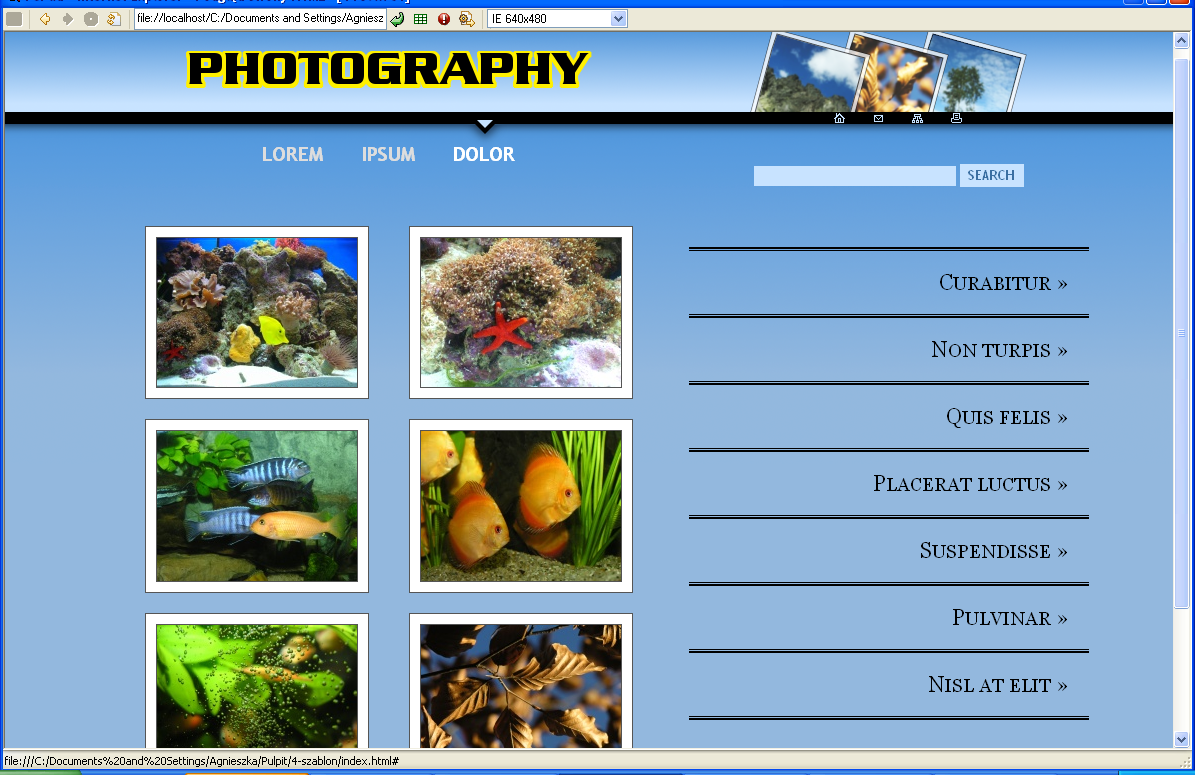 file://localhost/C:/Documents and Settings/Agniesz
IE 640x480
PHOTOGRAPHY
LOREM IPSUM DOLOR
SEARCH
Curabitur »
Non turpis »
Quis felis »
Placerat luctus »
Suspendisse »
Pulvinar »
Nisl at elit »
file:///C:/Documents%20and%20Settings/Agnieszka/Pulpit/4-szablon/index.html#